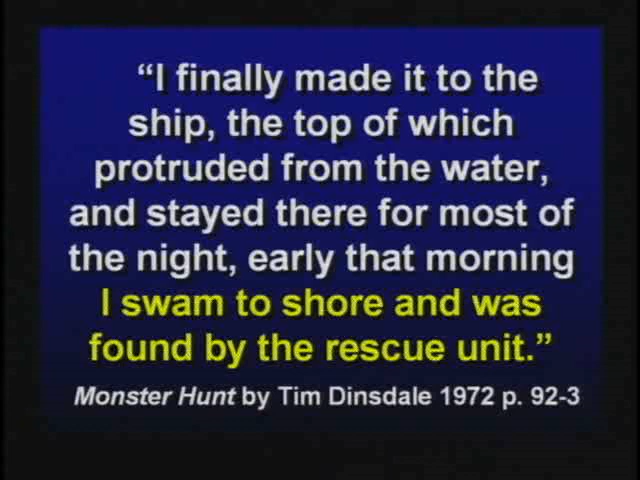 “I finally made it to the
ship, the top of which
protruded from the water,
and stayed there for most of
the night, early that morning
I swam to shore and was
found by the rescue unit.”
Monster Hunt by Tim Dinsdale 1972 p. 92-3